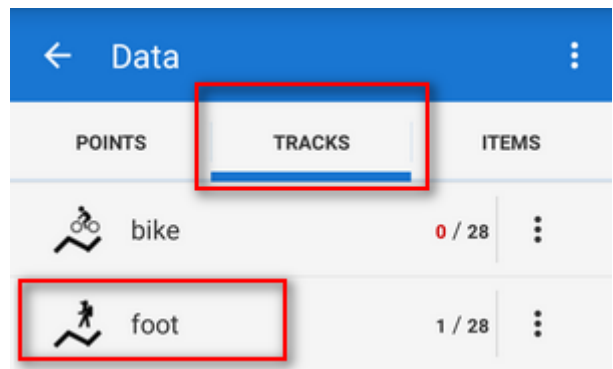 Data
POINTS TRACKS ITEMS
bike 0 / 28
foot 1 / 28